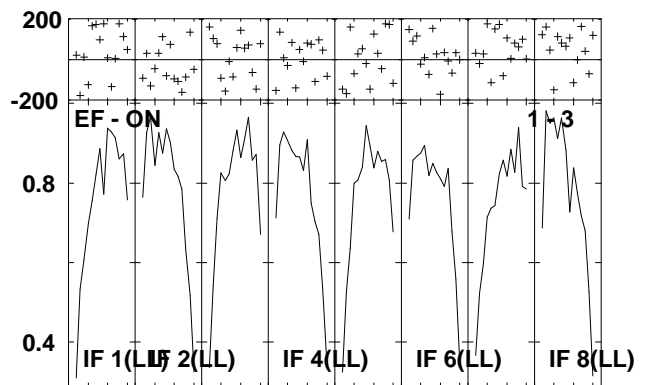 200
-200
EF - ON
1 - 3
0.8
0.4
IF 1(LL)
IF 2(LL)
IF 4(LL)
IF 6(LL)
IF 8(LL)